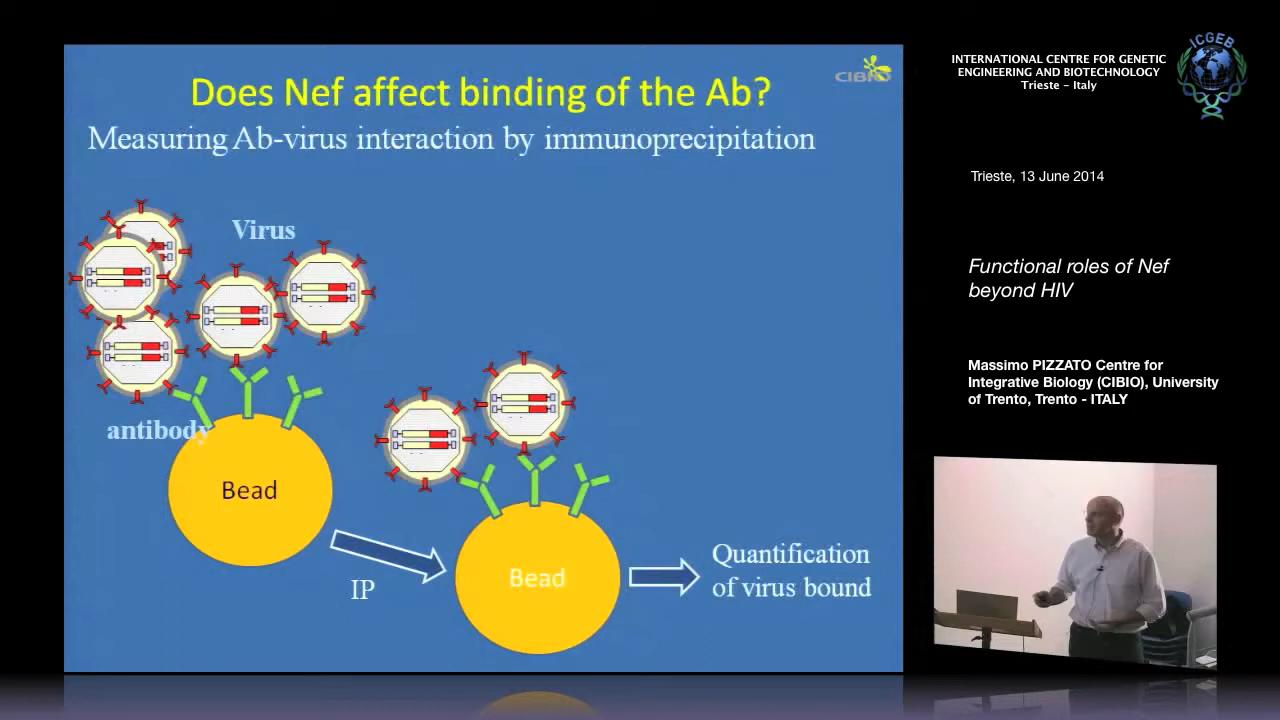 Does Nef affect binding of the Ab?
CIBIO
Measuring Ab-virus interaction by immunoprecipitation
Virus
antibody
Bead
IP
Bead
Quantification
of virus bound
INTERNATIONAL CENTRE FOR GENETIC
ENGINEERING AND BIOTECHNOLOGY
Trieste - Italy
ICGEB
Trieste, 13 June 2014
Functional roles of Nef
beyond HIV
Massimo PIZZATO Centre for
Integrative Biology (CIBIO), University
of Trento, Trento - ITALY